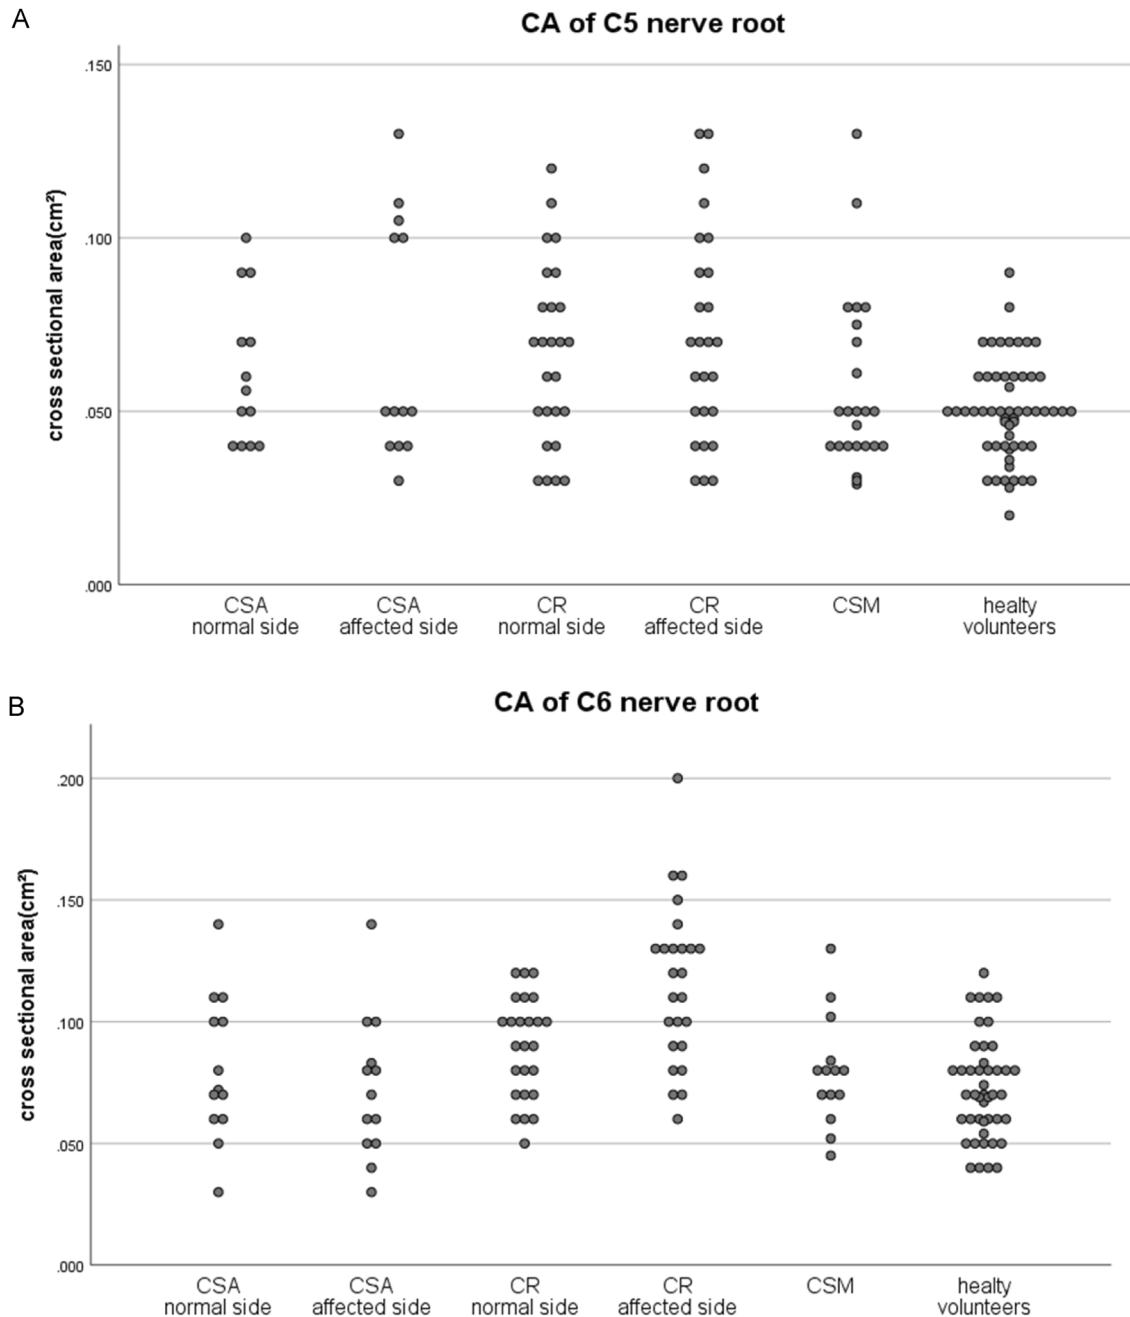 A
CA of C5 nerve root
cross sectional area(cm²)
.150
.100
.050
.000
CSA
normal side
CSA
affected side
CR
normal side
CR
affected side
CSM
healty
volunteers
B
CA of C6 nerve root
cross sectional area(cm²)
.200
.150
.100
.050
.000
CSA
normal side
CSA
affected side
CR
normal side
CR
affected side
CSM
healty
volunteers